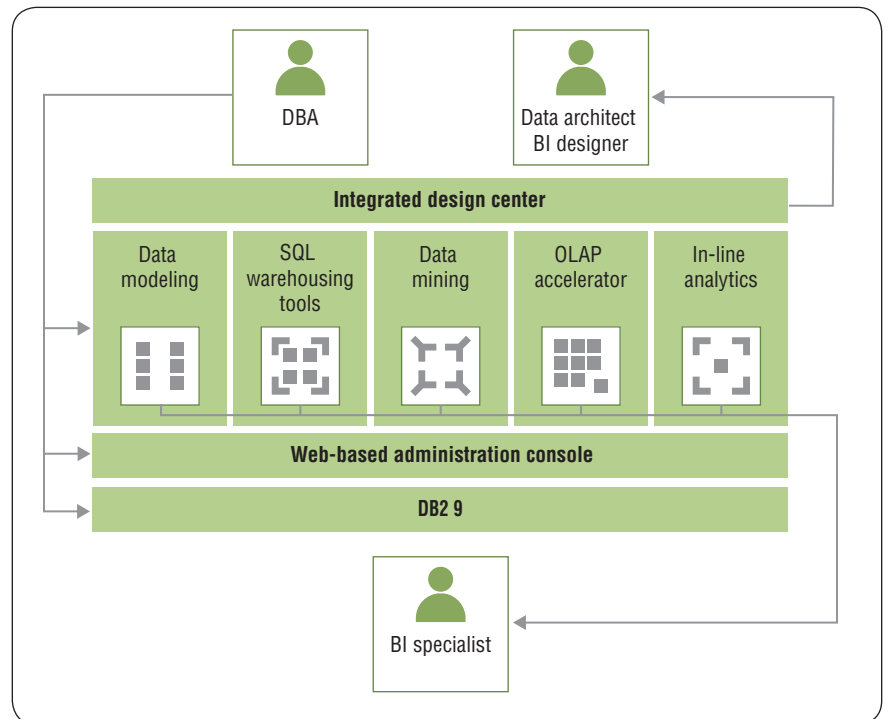 DBA
Data architect
BI designer
Integrated design center
Data
modeling
SQL
warehousing
tools
Data
mining
OLAP
accelerator
In-line
analytics
Web-based administration console
DB2 9
BI specialist